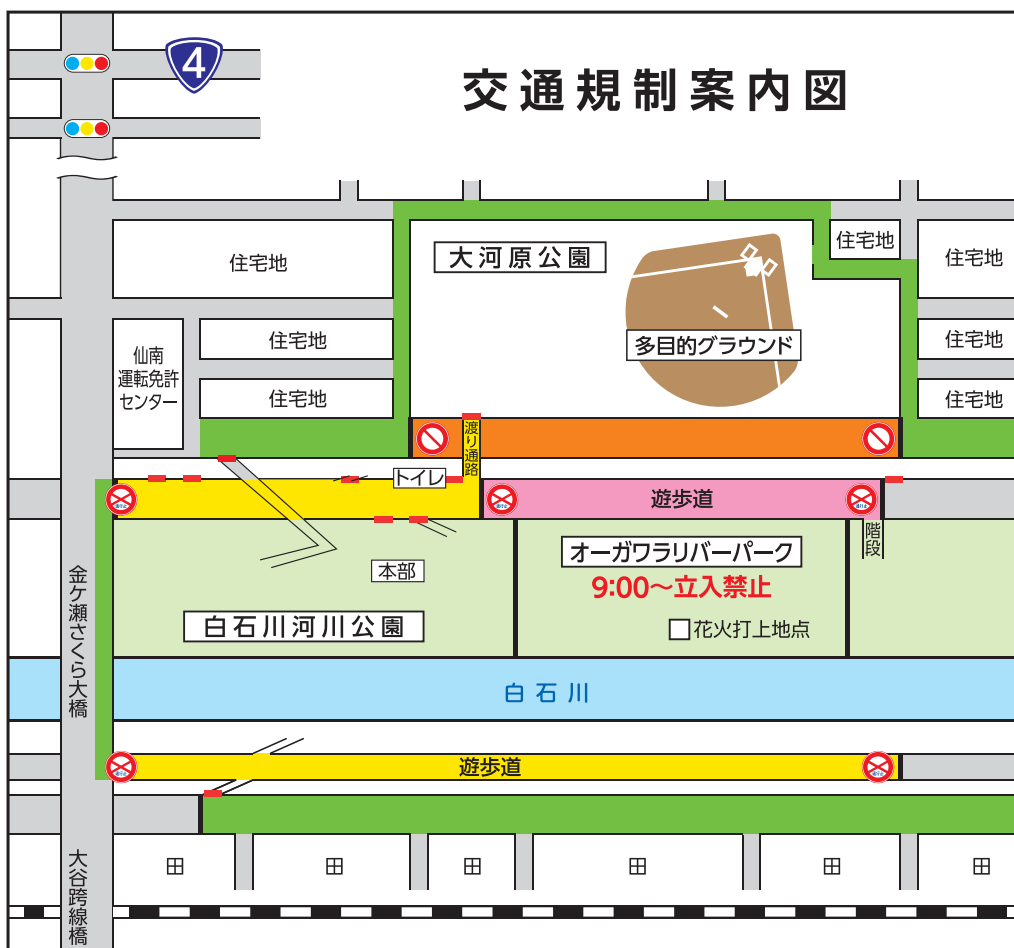 4
交通規制案内図
住宅地
大河原公園
住宅地
住宅地
多目的グラウンド
仙南
運転免許
センター
住宅地
住宅地
住宅地
住宅地
渡り通路
トイレ
遊歩道
階段
オーガワラリバーパーク
9:00～立入禁止
本部
白石川河川公園
花火打上地点
金ケ瀬さくら大橋
白石川
遊歩道
大谷跨線橋
田
田
田
田
田
田